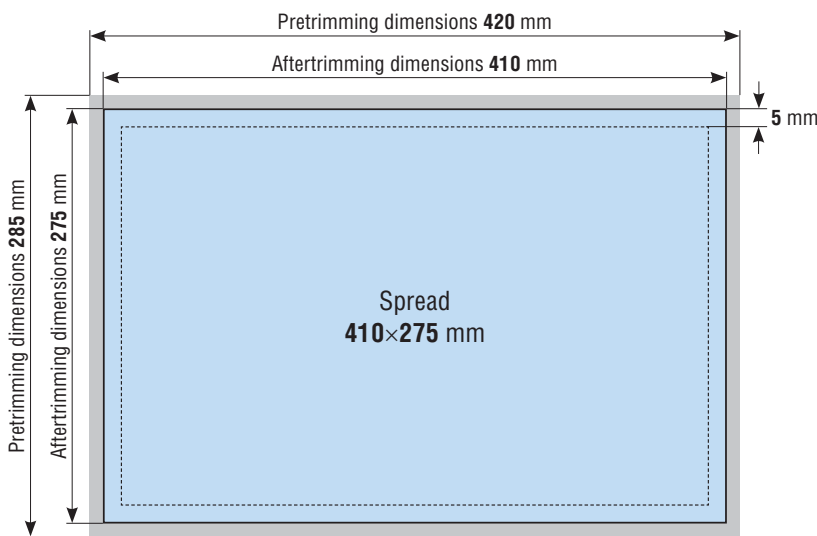 Pretrimming dimensions 420 mm
Aftertrimming dimensions 410 mm
5 mm
Pretrimming dimensions 285 mm
Aftertrimming dimensions 275 mm
Spread
410×275 mm